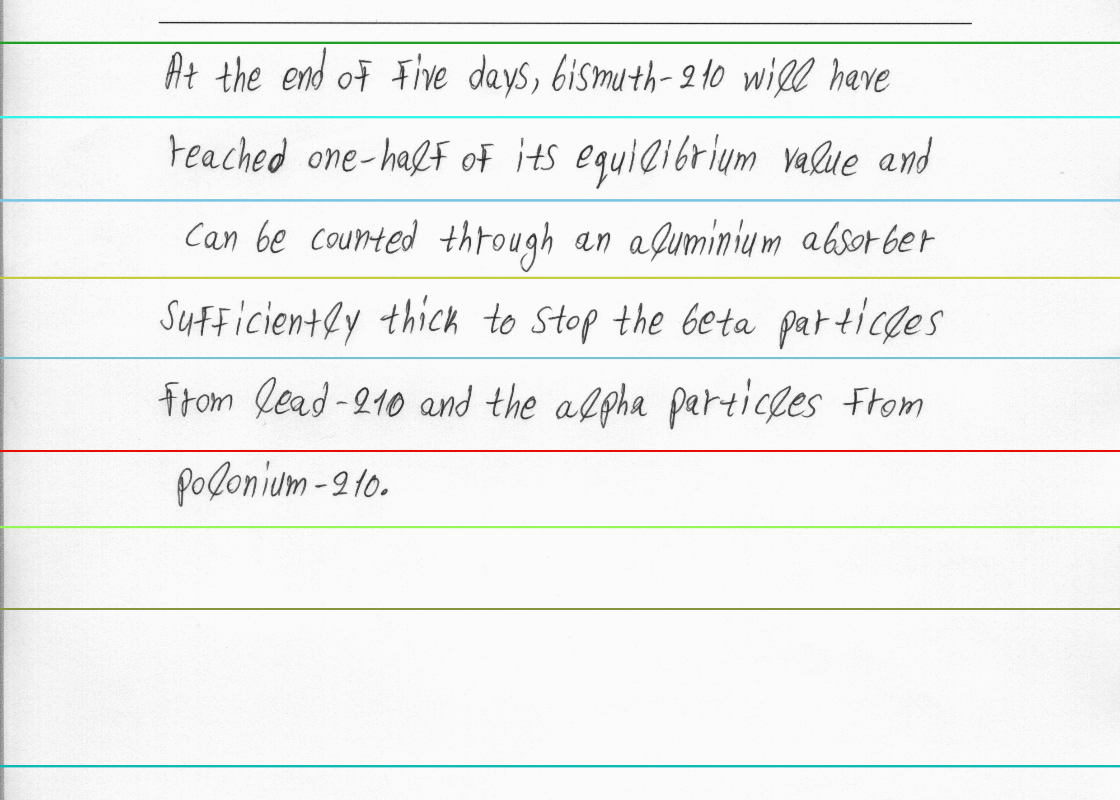 At the end of five days, bismuth-210 will have
reached one-half of its equilibrium value and
can be counted through an aluminium absorber
sufficiently thick to stop the beta particles
from lead-210 and the alpha particles from
polonium-210.